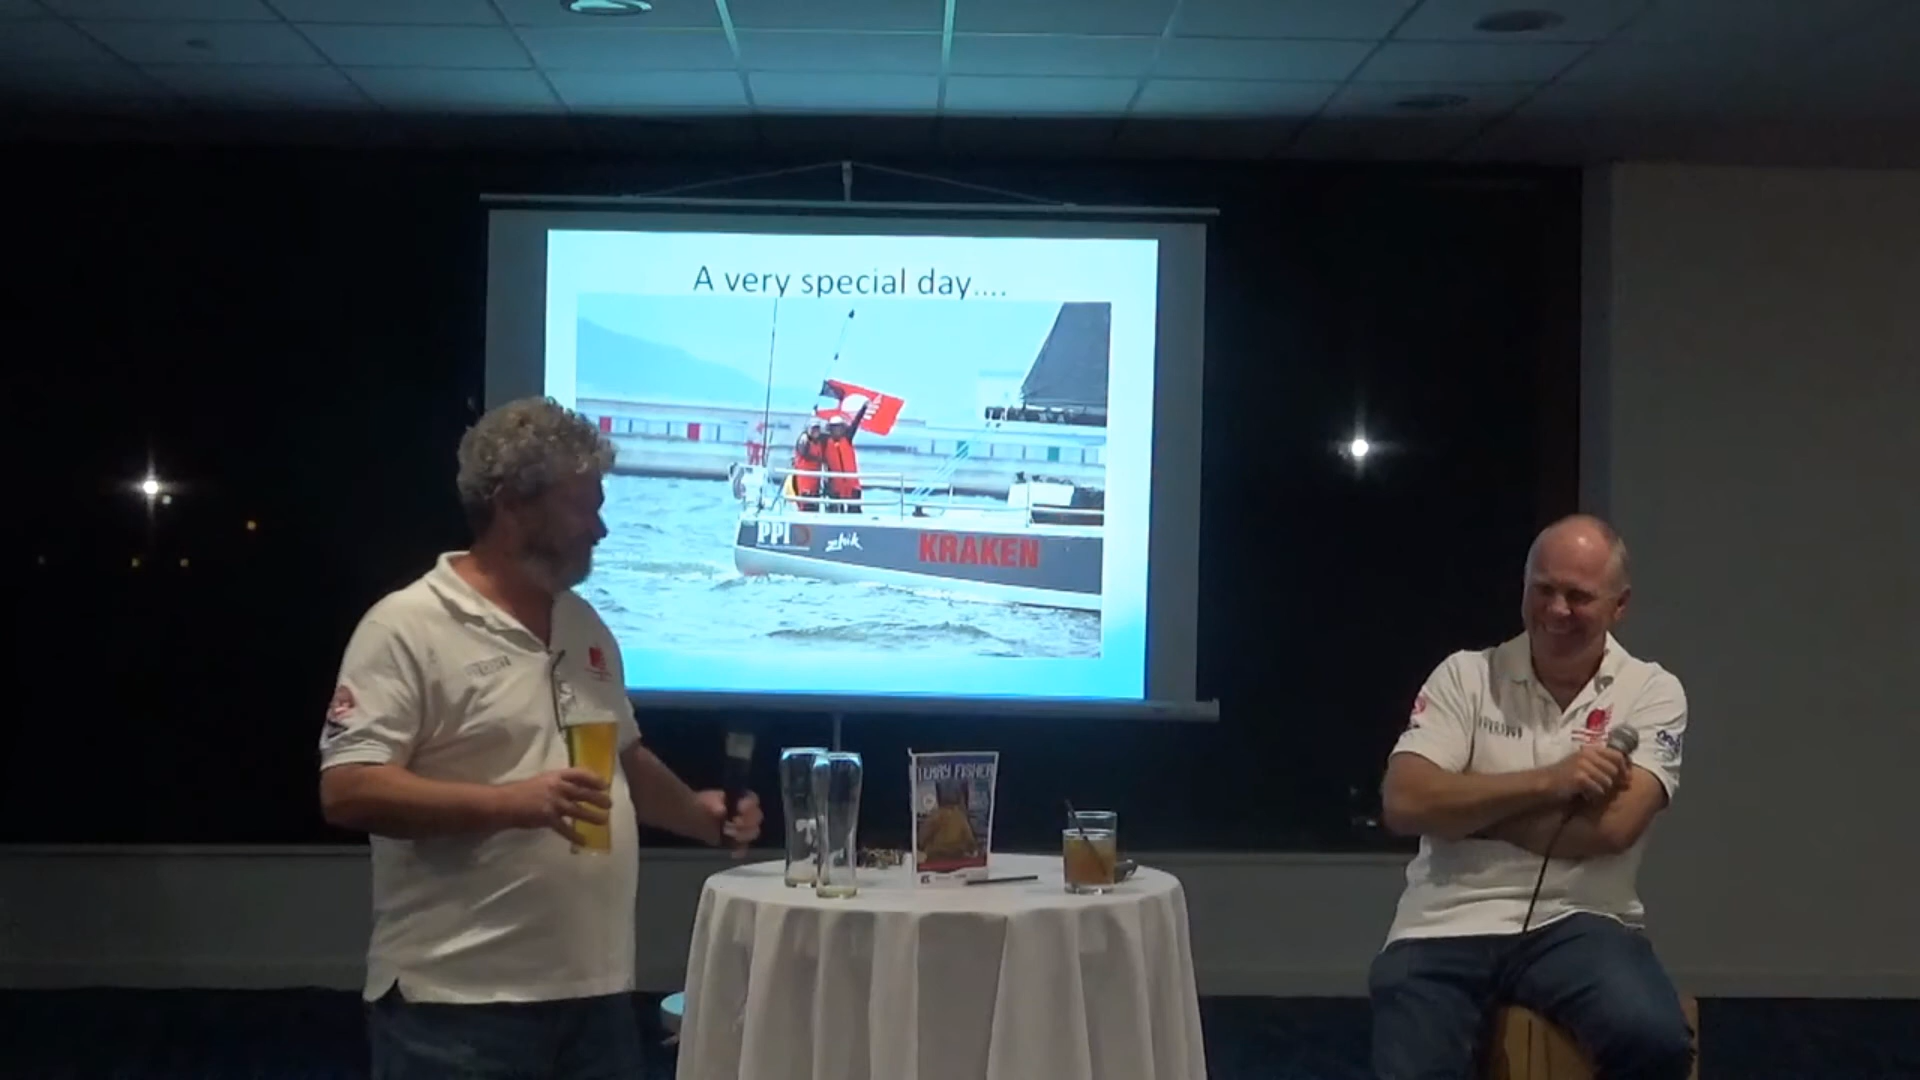 A very special day....
PPI
zhik
KRAKEN
TERRY FISHER